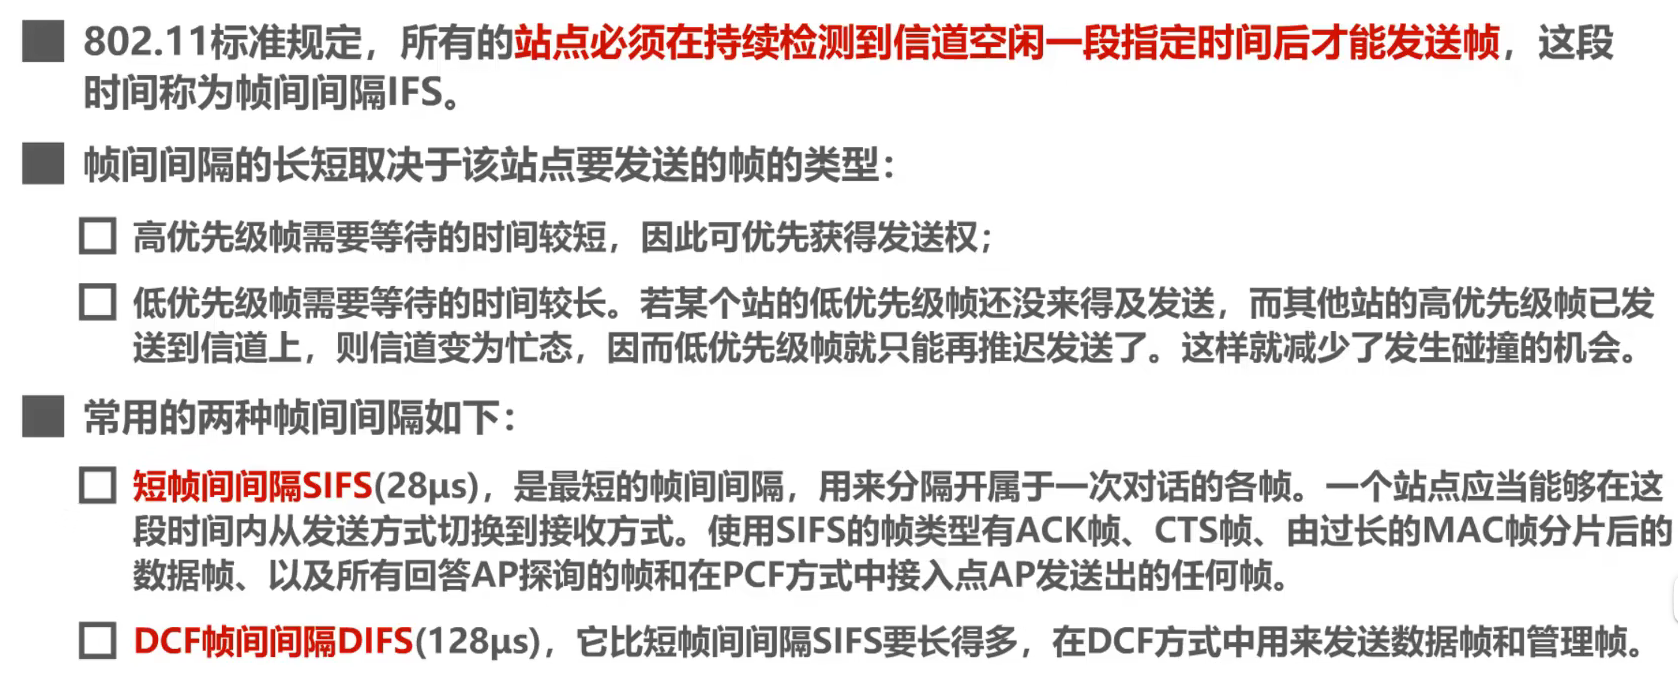 802.11标准规定，所有的站点必须在持续检测到信道空闲一段指定时间后才能发送帧，这段
时间称为帧间间隔IFS。
帧间间隔的长短取决于该站点要发送的帧的类型：
高优先级帧需要等待的时间较短，因此可优先获得发送权；
低优先级帧需要等待的时间较长。若某个站的低优先级帧还没来得及发送，而其他站的高优先级帧已发
送到信道上，则信道变为忙态，因而低优先级帧就只能再推迟发送了。这样就减少了发生碰撞的机会。
常用的两种帧间间隔如下：
短帧间间隔SIFS(28μs)，是最短的帧间间隔，用来分隔开属于一次对话的各帧。一个站点应当能够在这
段时间内从发送方式切换到接收方式。使用SIFS的帧类型有ACK帧、CTS帧、由过长的MAC帧分片后的
数据帧、以及所有回答AP探询的帧和在PCF方式中接入点AP发送出的任何帧。
DCF帧间间隔DIFS(128μs)，它比短帧间间隔SIFS要长得多，在DCF方式中用来发送数据帧和管理帧。